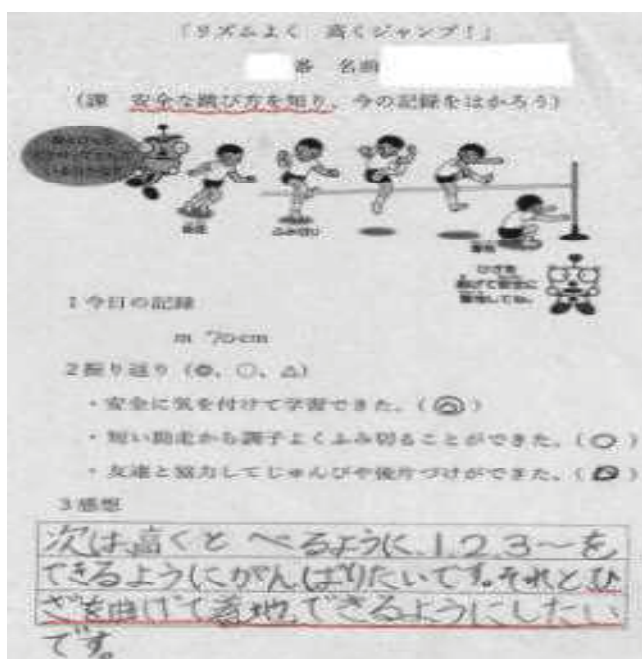 「リズムよく 高くジャンプ!」
番 名前
(課 安全な跳び方を知り、今の記録をはかろう)
ふみ切り
ひざを
曲げて安全に
着地してね。
1今日の記録
m 70cm
2振り返り(◎、○、△)
・安全に気を付けて学習できた。(◎)
・短い助走から調子よくふみ切ることができた。(○)
・友達と協力してじゅんびや後片づけができた。(◎)
3感想
次は高くとべるように、123~を
できるようにがんばりたいです。それとひ
ざを曲げて着地できるようにしたい
です。